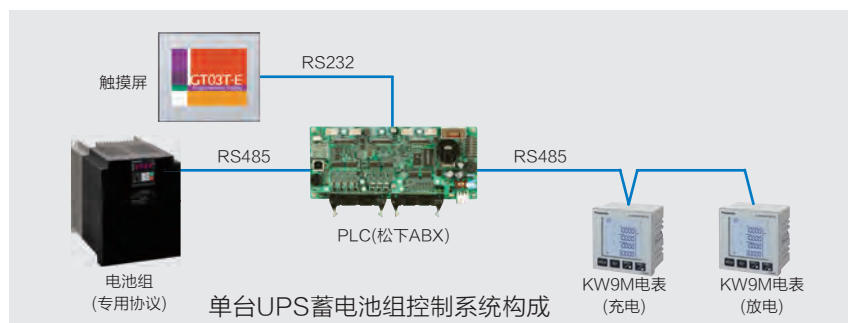 触摸屏
GT03T-E
RS232
RS485
RS485
PLC(松下ABX)
电池组
(专用协议)
KW9M电表
(充电)
KW9M电表
(放电)
单台UPS蓄电池组控制系统构成